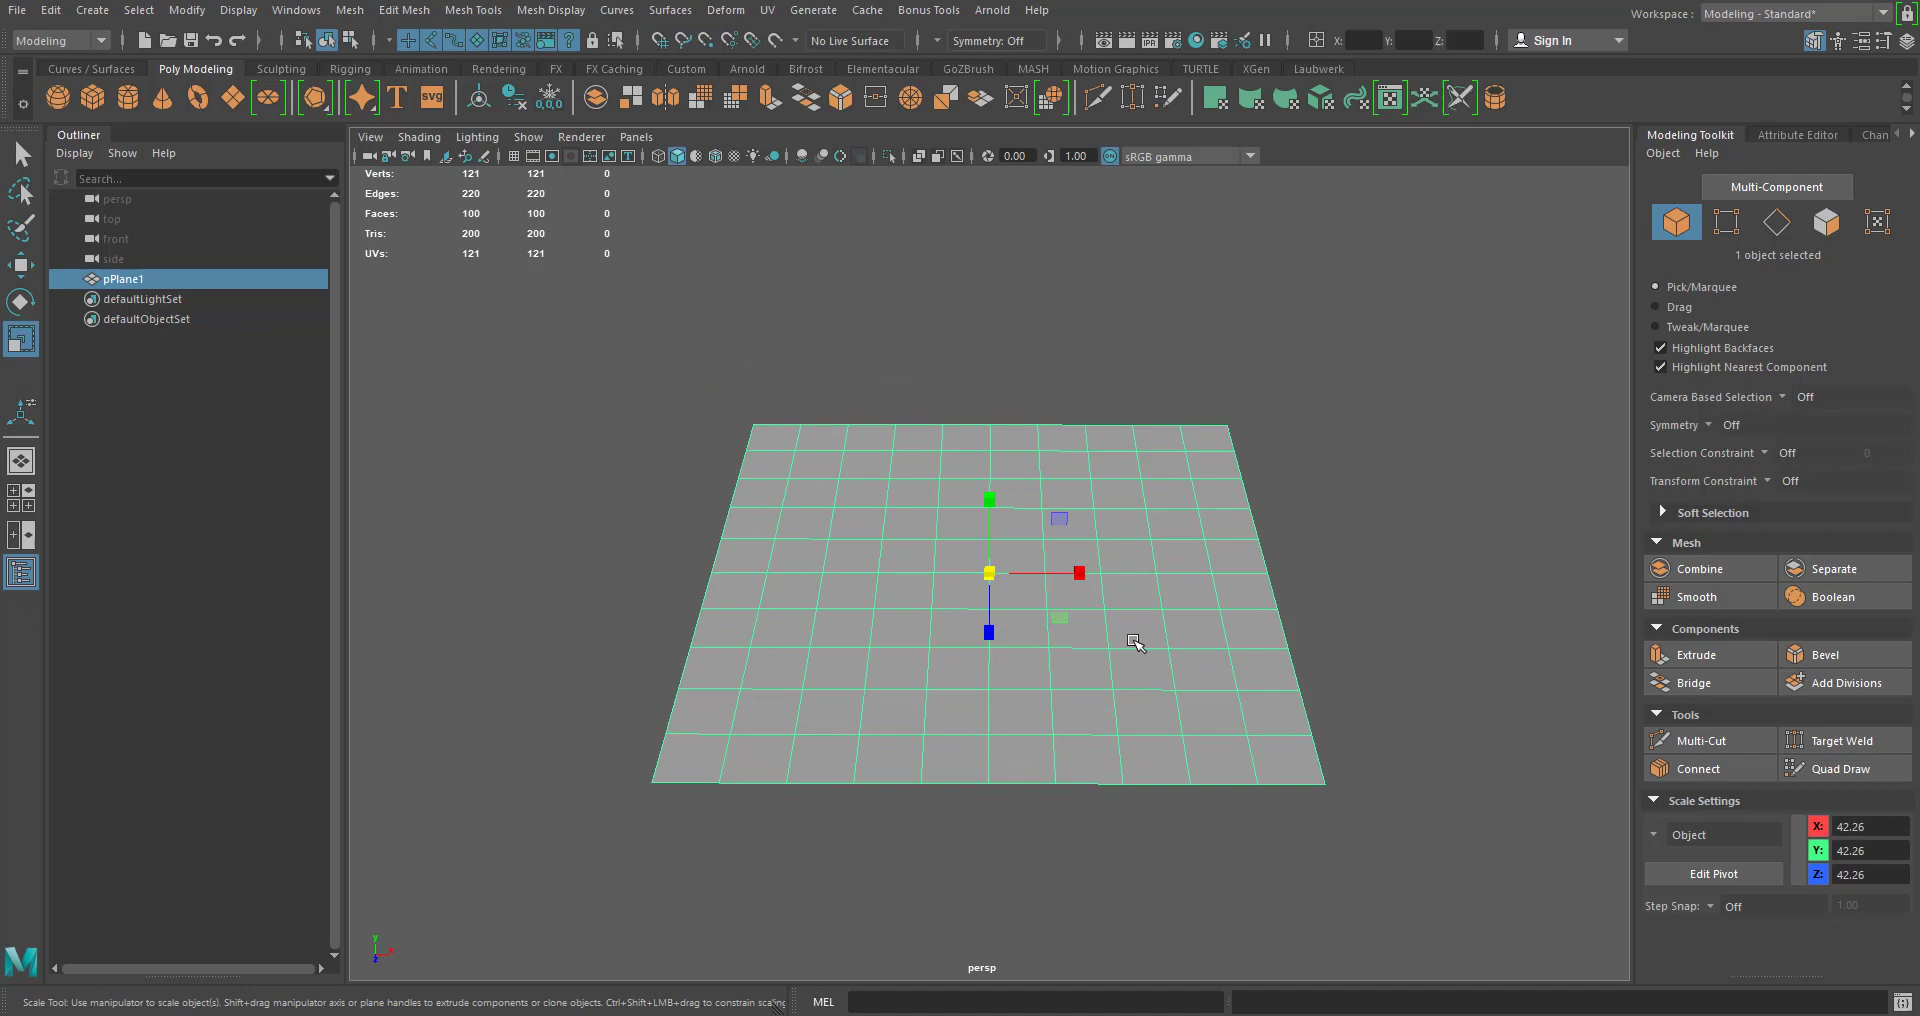 File Edit Create Select Modify Display Windows Mesh Edit Mesh Mesh Tools Mesh Display Curves Surfaces Deform UV Generate Cache Bonus Tools Arnold Help
Workspace : Modeling - Standard*
Modeling
No Live Surface
Symmetry: Off
X: Y: Z:
Sign In
Curves / Surfaces Poly Modeling Sculpting Rigging Animation Rendering FX FX Caching Custom Arnold Bifrost Elementacular GoZBrush MASH Motion Graphics TURTLE XGen Laubwerk
T SVG 0,0,0
Outliner
Display Show Help
Search...
persp
top
front
side
pPlane1
defaultLightSet
defaultObjectSet
View Shading Lighting Show Renderer Panels
0.00 1.00 ON sRGB gamma
Verts: 121 121 0
Edges: 220 220 0
Faces: 100 100 0
Tris: 200 200 0
UVs: 121 121 0
y x z
persp
Modeling Toolkit Attribute Editor Chan
Object Help
Multi-Component
1 object selected
Pick/Marquee
Drag
Tweak/Marquee
Highlight Backfaces
Highlight Nearest Component
Camera Based Selection Off
Symmetry Off
Selection Constraint Off 0
Transform Constraint Off
Soft Selection
Mesh
Combine Separate
Smooth Boolean
Components
Extrude Bevel
Bridge Add Divisions
Tools
Multi-Cut Target Weld
Connect Quad Draw
Scale Settings
Object
X: 42.26
Y: 42.26
Edit Pivot
Z: 42.26
Step Snap: Off 1.00
Scale Tool: Use manipulator to scale object(s). Shift+drag manipulator axis or plane handles to extrude components or clone objects. Ctrl+Shift+LMB+drag to constrain scaling
MEL